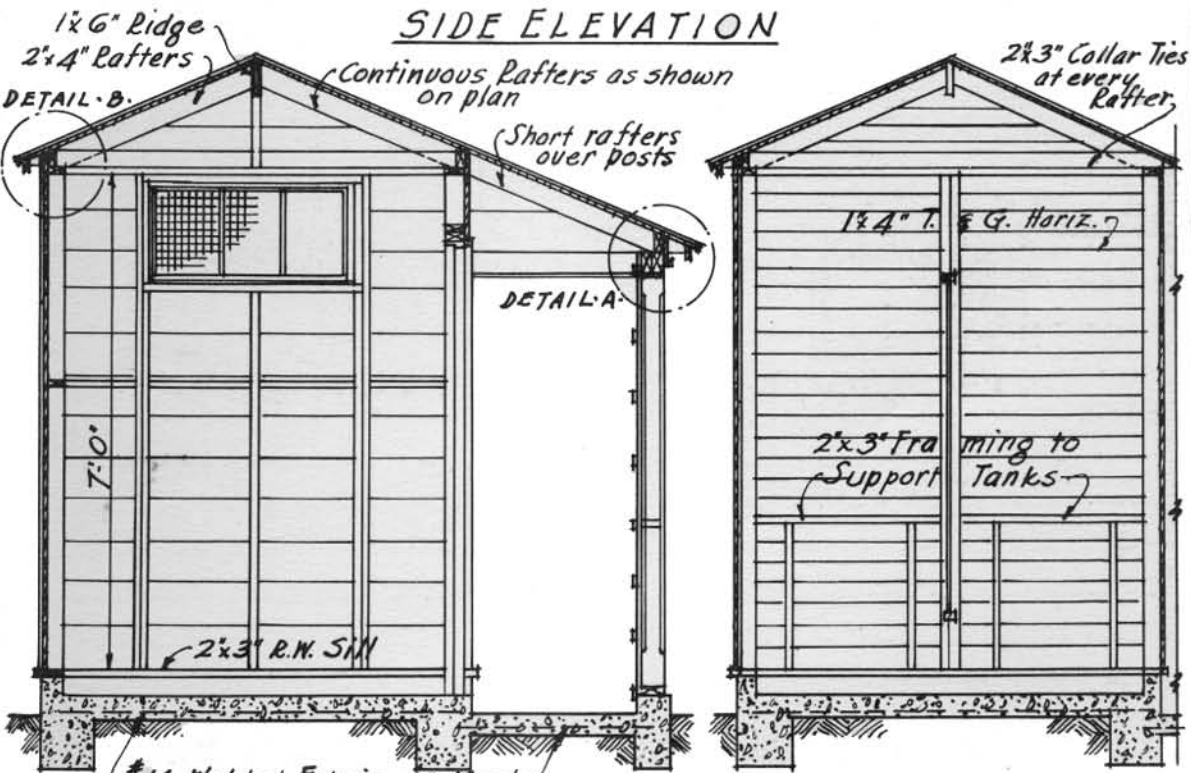 SIDE ELEVATION
1"x 6" Ridge
2"x 4" Rafters
DETAIL·B·
Continuous Rafters as shown
on plan
Short rafters
over posts
DETAIL·A·
7'·0"
2"x 3" R.W. Sill
2"x 3" Collar Ties
at every
Rafter
1"x 4" T. & G. Horiz.
2"x 3" Framing to
Support Tanks